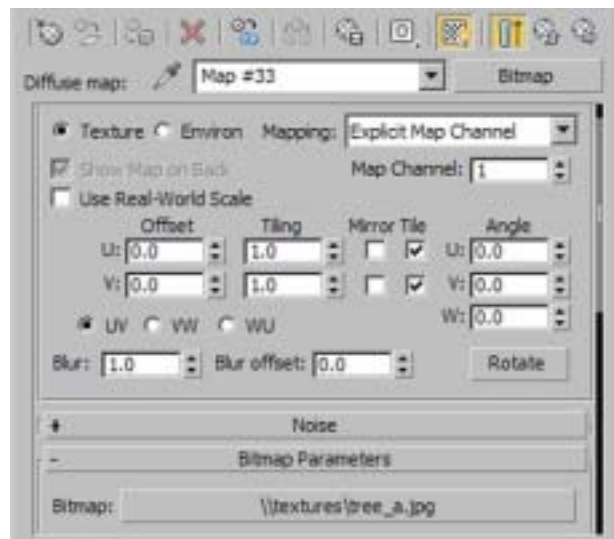 Diffuse map: Map #33 Bitmap
Texture Environ Mapping: Explicit Map Channel
Show Map on Back Map Channel: 1
Use Real-World Scale
Offset Tiling Mirror Tile Angle
U: 0.0 1.0 U: 0.0
V: 0.0 1.0 V: 0.0
UV VW WU W: 0.0
Blur: 1.0 Blur offset: 0.0 Rotate
+ Noise
- Bitmap Parameters
Bitmap: \\textures\tree_a.jpg